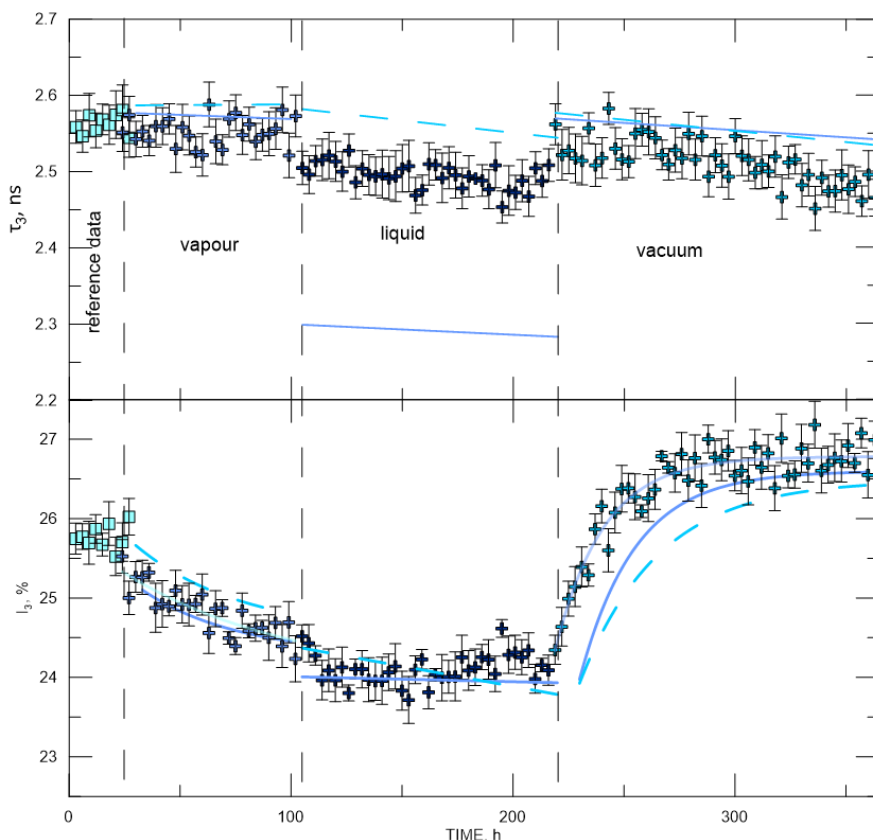 2.7
2.6
2.5
2.4
2.3
2.2
τ3, ns
reference data
vapour
liquid
vacuum
27
26
25
24
23
I3, %
0
100
200
300
TIME, h